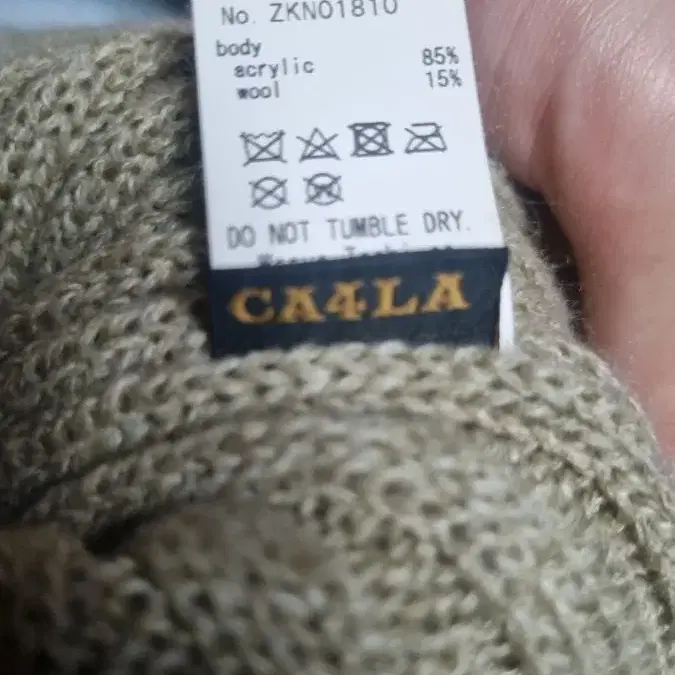 No. ZKN01810
body
acrylic 85%
wool 15%
DO NOT TUMBLE DRY.
CA4LA